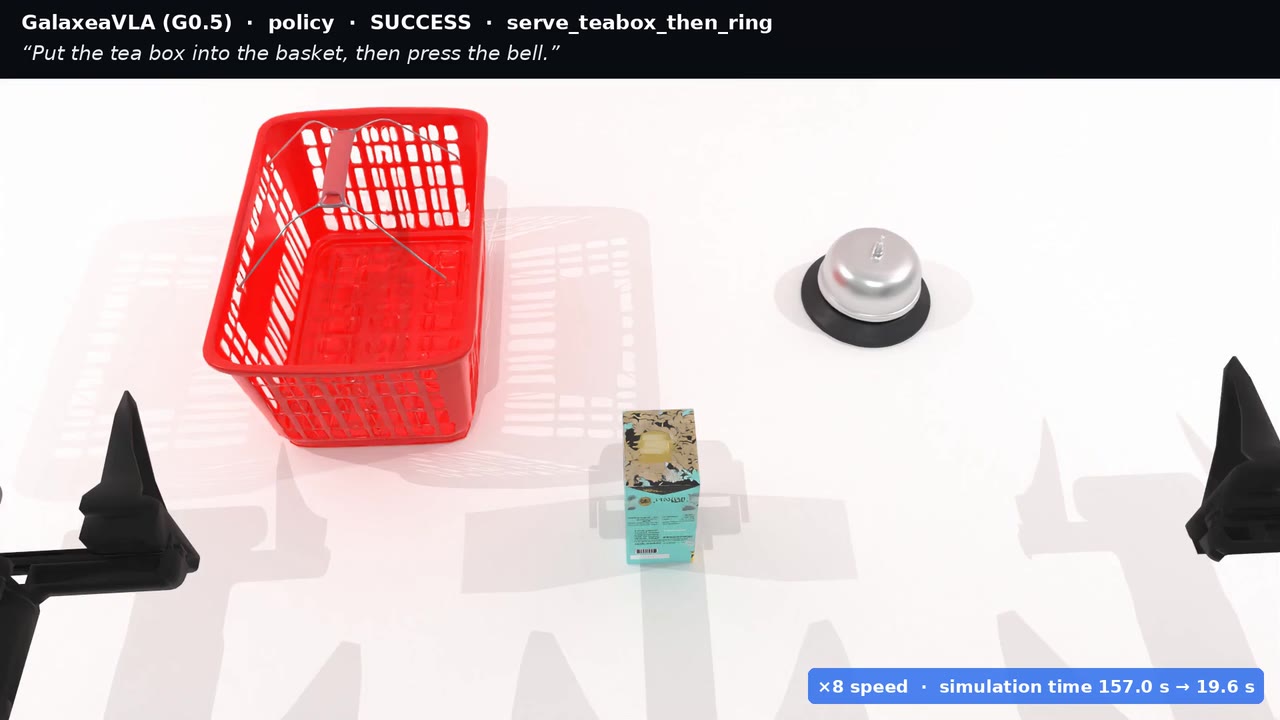 GalaxeaVLA (G0.5)  ·  policy  ·  SUCCESS  ·  serve_teabox_then_ring
“Put the tea box into the basket, then press the bell.”
×8 speed  ·  simulation time 157.0 s → 19.6 s